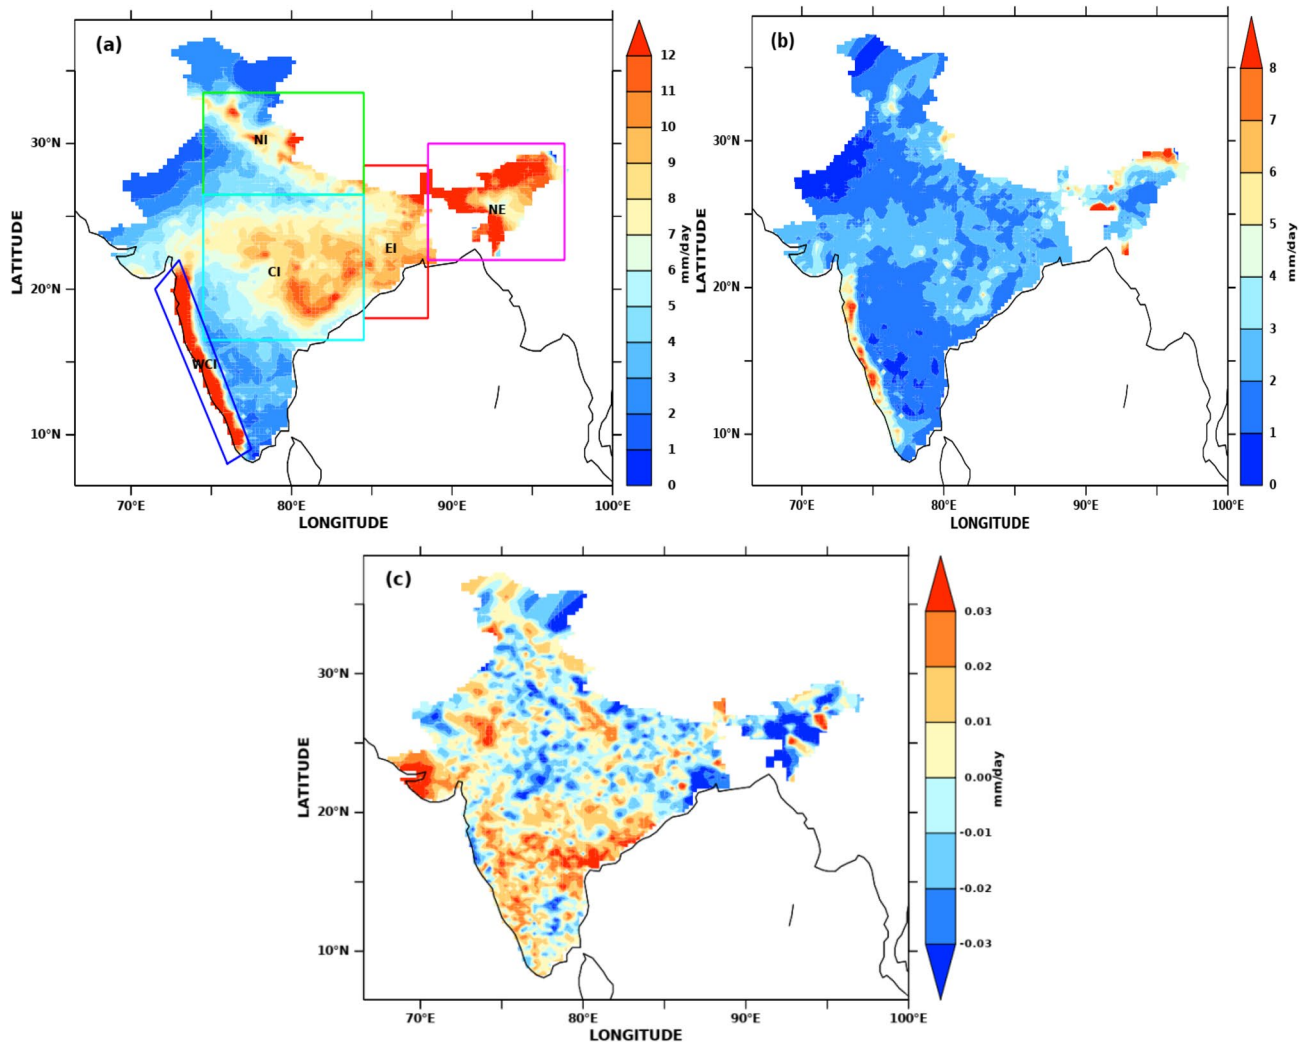 (a)
NI
NE
EI
CI
WCI
30°N
20°N
10°N
LATITUDE
70°E
80°E
90°E
100°E
LONGITUDE
12
11
10
9
8
7
6
5
4
3
2
1
0
mm/day
(b)
30°N
20°N
10°N
LATITUDE
70°E
80°E
90°E
100°E
LONGITUDE
8
7
6
5
4
3
2
1
0
mm/day
(c)
30°N
20°N
10°N
LATITUDE
70°E
80°E
90°E
100°E
LONGITUDE
0.03
0.02
0.01
0.00
-0.01
-0.02
-0.03
mm/day